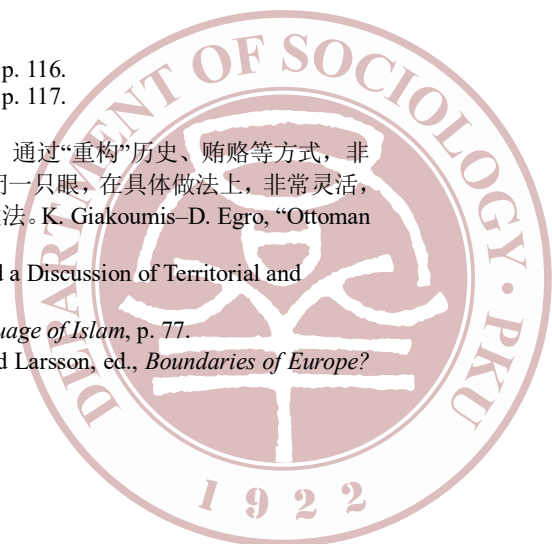 p. 116.
p. 117.
通过“重构”历史、贿赂等方式，非
闭一只眼，在具体做法上，非常灵活，
法。K. Giakoumis–D. Egro, “Ottoman
d a Discussion of Territorial and
uage of Islam, p. 77.
d Larsson, ed., Boundaries of Europe?
DEPARTMENT OF SOCIOLOGY · PKU
1922